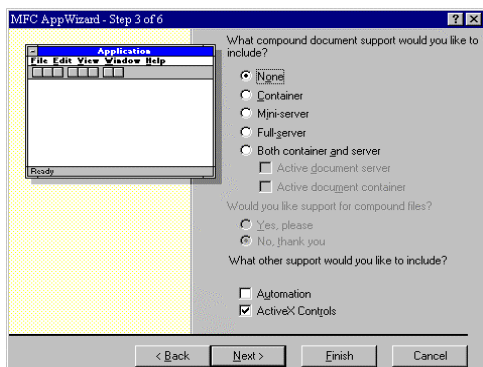 MFC AppWizard - Step 3 of 6
Application
File Edit View Window Help
Ready
What compound document support would you like to
include?
None
Container
Mini-server
Full-server
Both container and server
Active document server
Active document container
Would you like support for compound files?
Yes, please
No, thank you
What other support would you like to include?
Automation
ActiveX Controls
< Back
Next >
Finish
Cancel